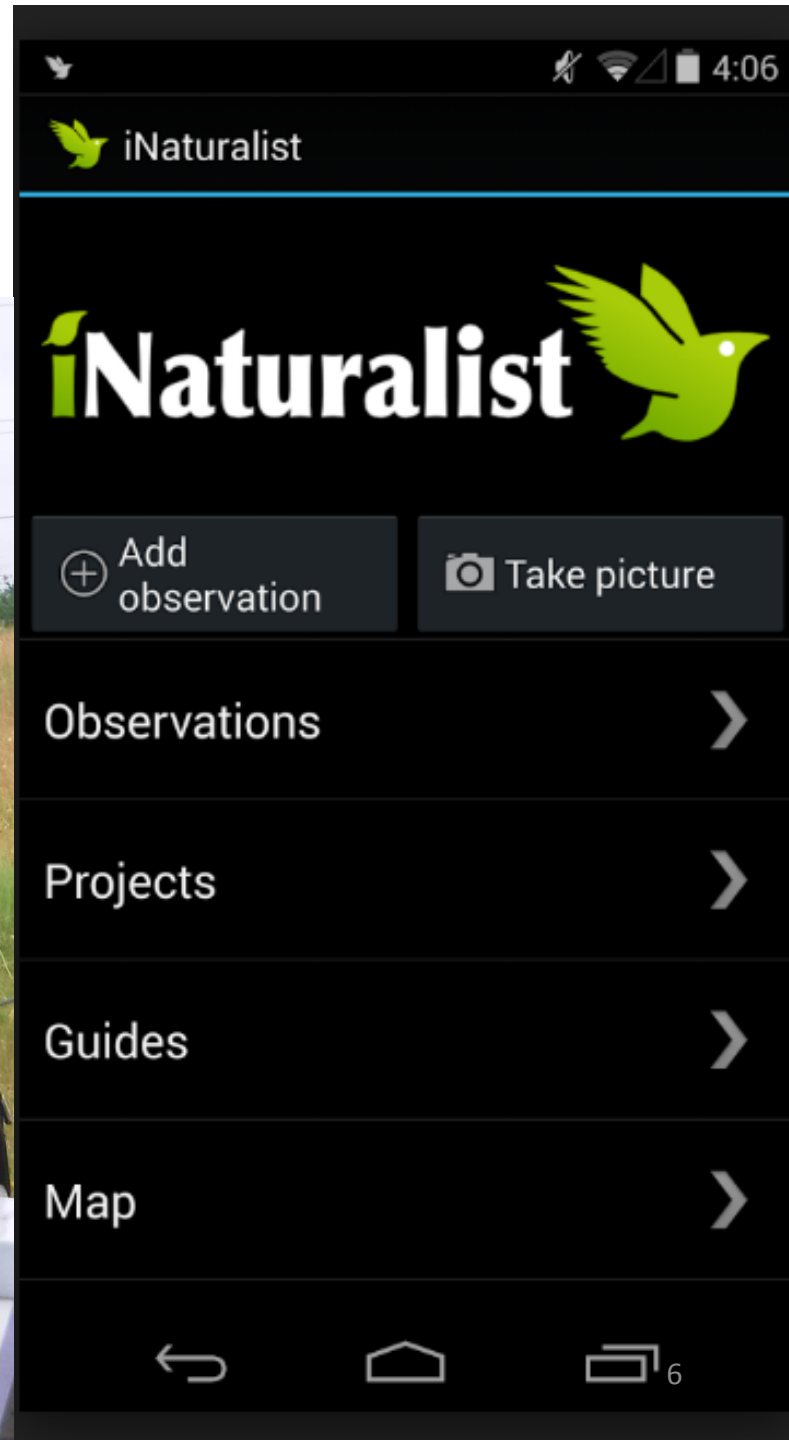 4:06
iNaturalist
iNaturalist
Add
observation
Take picture
Observations
Projects
Guides
Map
6